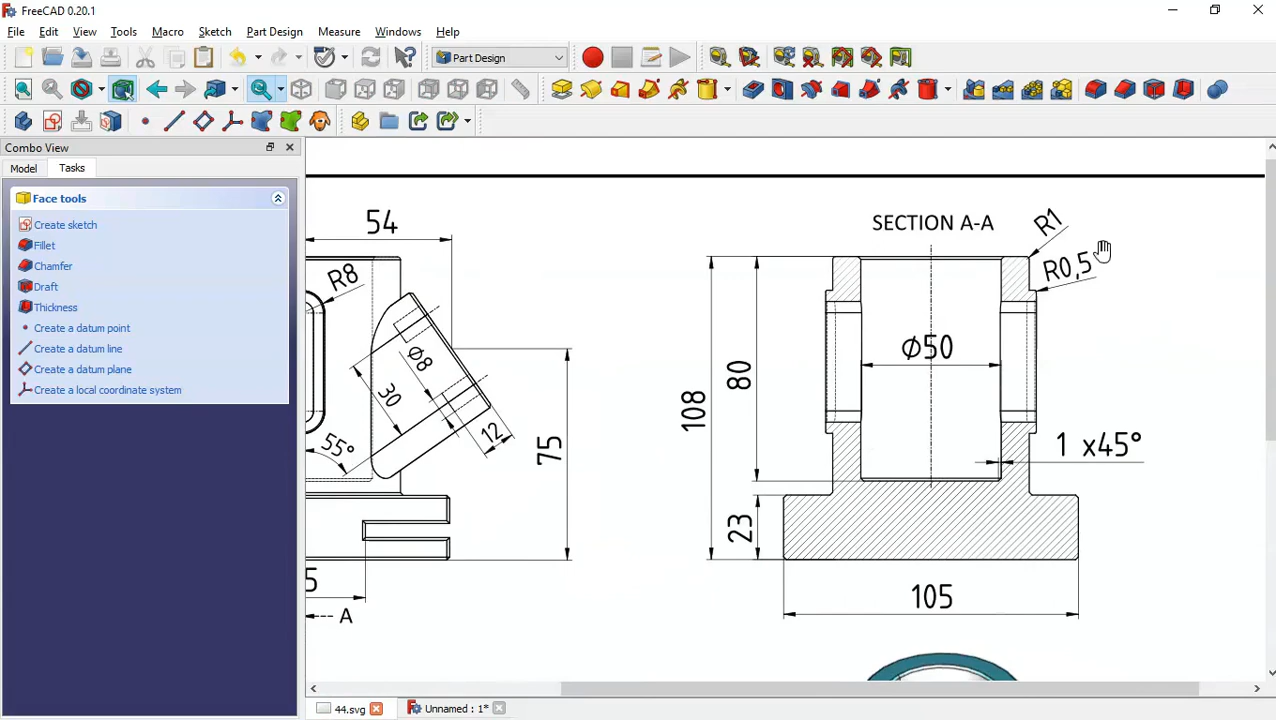 FreeCAD 0.20.1
File Edit View Tools Macro Sketch Part Design Measure Windows Help
Part Design
Combo View
Model Tasks
Face tools
Create sketch
Fillet
Chamfer
Draft
Thickness
Create a datum point
Create a datum line
Create a datum plane
Create a local coordinate system
54
R8
Φ8
30
55°
12
75
5
A
SECTION A-A
R1
R0,5
Φ50
80
108
1 x45°
23
105
44.svg
Unnamed : 1*